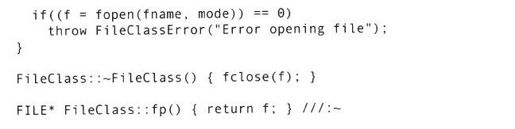 if((f = fopen(fname, mode)) == 0)
throw FileClassError("Error opening file");
}
FileClass::~FileClass() { fclose(f); }
FILE* FileClass::fp() { return f; } ///:~